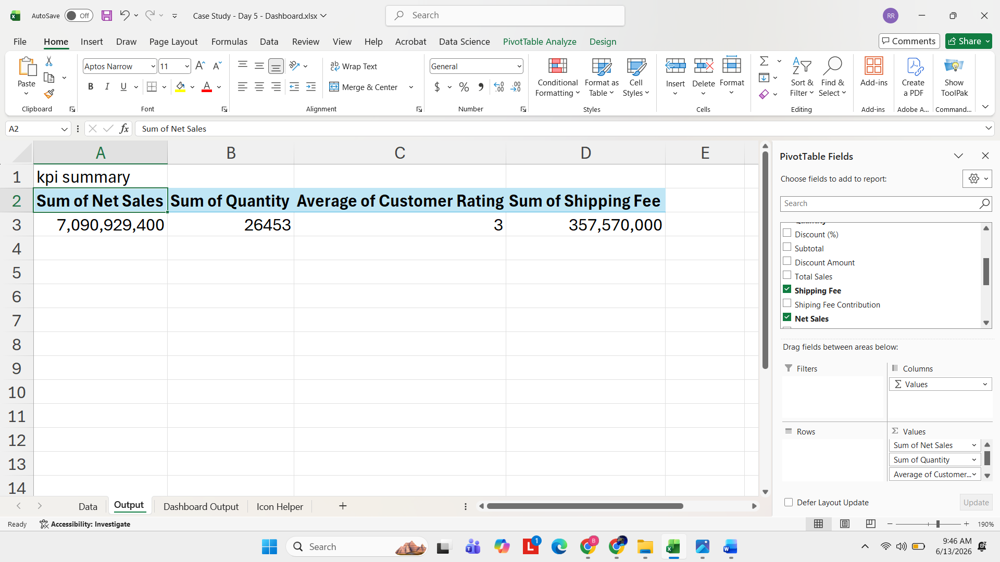 AutoSave Off Case Study - Day 5 - Dashboard.xlsx Search RR
File Home Insert Draw Page Layout Formulas Data Review View Help Acrobat Data Science PivotTable Analyze Design Comments Share
Paste
Clipboard
Aptos Narrow 11
B I U A
Font
Wrap Text
Merge & Center
Alignment
General
$ % 9 .00
Number
Conditional Formatting
Format as Table
Cell Styles
Styles
Insert Delete Format
Cells
Sort & Filter
Find & Select
Editing
Add-ins
Add-ins
Create a PDF
Adobe A...
Show ToolPak
Command...
A2 fx Sum of Net Sales
A B C D E
1 kpi summary
2 Sum of Net Sales Sum of Quantity Average of Customer Rating Sum of Shipping Fee
3 7,090,929,400 26453 3 357,570,000
4
5
6
7
8
9
10
11
12
13
14
PivotTable Fields
Choose fields to add to report:
Search
Quantity
Discount (%)
Subtotal
Discount Amount
Total Sales
Shipping Fee
Shiping Fee Contribution
Net Sales
Drag fields between areas below:
Filters
Columns
Values
Rows
Values
Sum of Net Sales
Sum of Quantity
Average of Customer...
Defer Layout Update Update
Data Output Dashboard Output Icon Helper
Ready Accessibility: Investigate 190%
Search 1 B 9:46 AM
6/13/2026